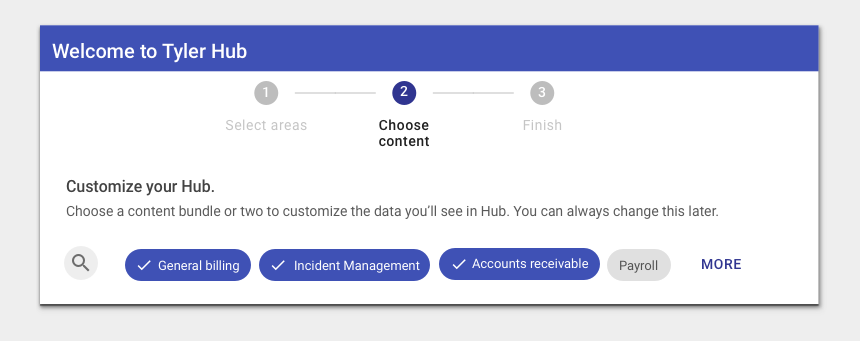 Welcome to Tyler Hub
1 2 3
Select areas Choose content Finish
Customize your Hub.
Choose a content bundle or two to customize the data you’ll see in Hub. You can always change this later.
General billing Incident Management Accounts receivable Payroll MORE